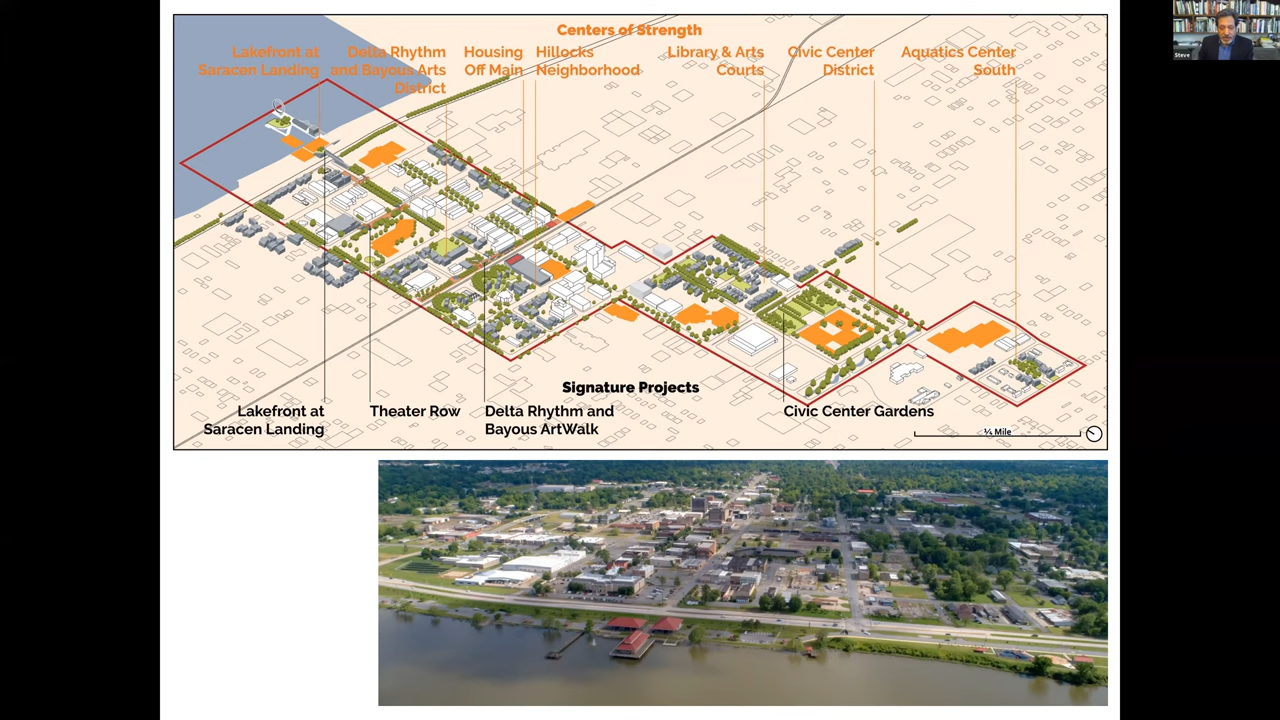 Centers of Strength
Lakefront at
Saracen Landing
Delta Rhythm
and Bayous Arts
District
Housing
Off Main
Hillocks
Neighborhood
Library & Arts
Courts
Civic Center
District
Aquatics Center
South
Signature Projects
Lakefront at
Saracen Landing
Theater Row
Delta Rhythm and
Bayous ArtWalk
Civic Center Gardens
¼ Mile
Steve